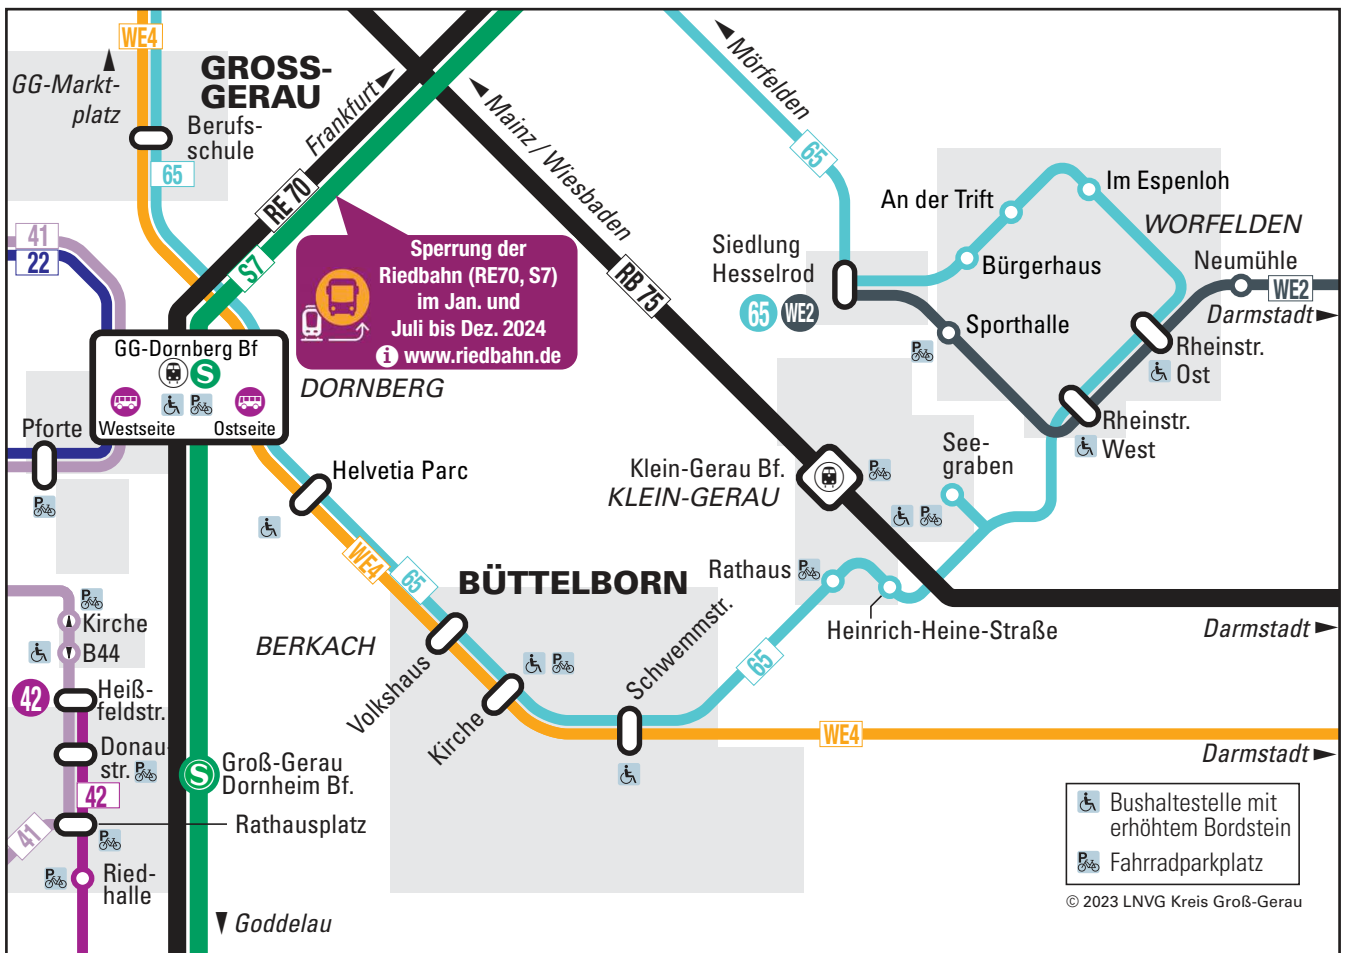 WE4
GG-Markt-
platz
GROSS-
GERAU
Berufs-
schule
65
Frankfurt
RE 70
S7
Mainz / Wiesbaden
RB 75
Mörfelden
65
41
22
Sperrung der
Riedbahn (RE70, S7)
im Jan. und
Juli bis Dez. 2024
i www.riedbahn.de
GG-Dornberg Bf
S
P
Westseite
Ostseite
DORNBERG
Pforte
P
Siedlung
Hesselrod
65
WE2
An der Trift
Im Espenloh
WORFELDEN
Bürgerhaus
Neumühle
WE2
Darmstadt
Sporthalle
P
Rheinstr.
Ost
Rheinstr.
West
See-
graben
P
Klein-Gerau Bf.
KLEIN-GERAU
P
Helvetia Parc
WE4
65
BÜTTELBORN
BERKACH
Volkshaus
Kirche
P
Schwemmstr.
Rathaus
P
Heinrich-Heine-Straße
65
Darmstadt
WE4
Darmstadt
P
Kirche
B44
42
Heiß-
feldstr.
Donau-
str.
P
42
S
Groß-Gerau
Dornheim Bf.
Rathausplatz
41
P
P
Ried-
halle
Goddelau
Bushaltestelle mit
erhöhtem Bordstein
P
Fahrradparkplatz
© 2023 LNVG Kreis Groß-Gerau